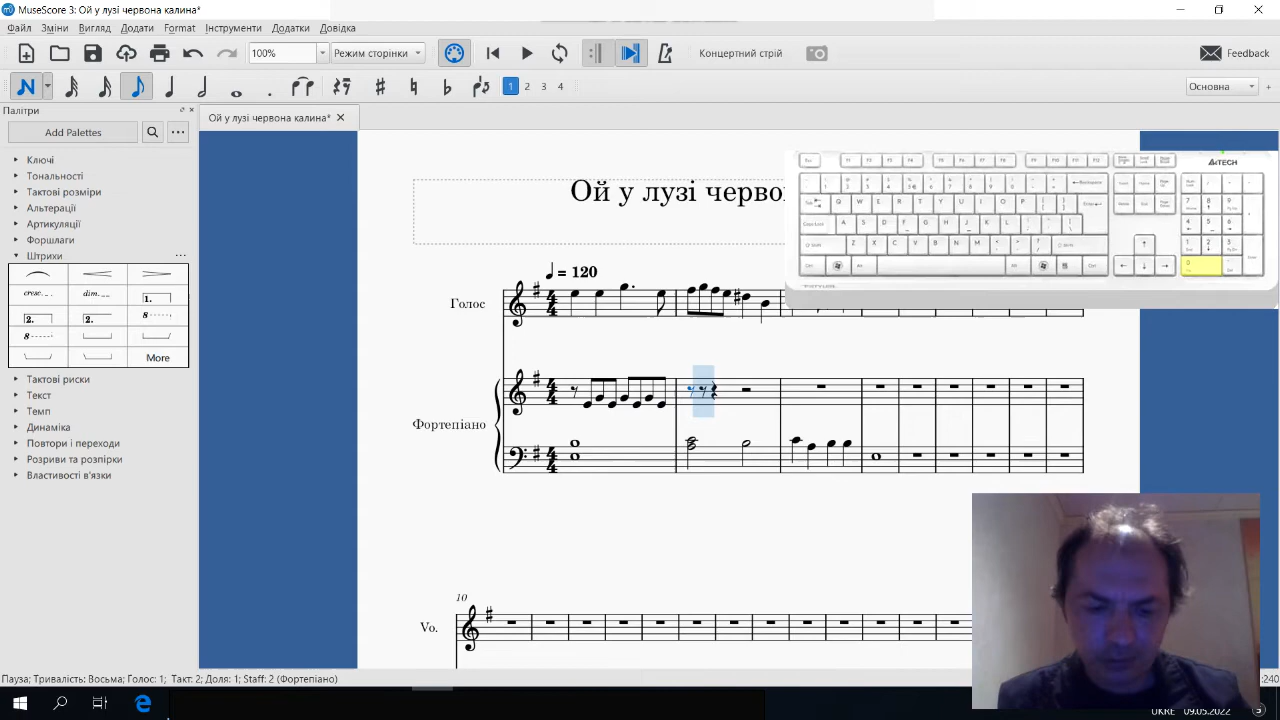 MuseScore 3: Ой у лузі червона калина*
Файл Зміни Вигляд Додати Format Інструменти Додатки Довідка
100% Режим сторінки Концертний стрій Feedback
1 2 3 4 Основна +
Палітри
Ой у лузі червона калина*
Add Palettes
Ключі
Тональності
Тактові розміри
Альтерації
Артикуляції
Форшлаги
Штрихи
cresc. dim. 1.
2. 2. 8
8
More
Тактові риски
Текст
Темп
Динаміка
Повтори і переходи
Розриви та розпірки
Властивості в'язки
Ой у лузі черво
= 120
Голос
Фортепіано
10
Vo.
A4TECH
Q W E R T Y U I O P
A S D F G H J K L
Z X C V B N M
Пауза; Тривалість: Восьма; Голос: 1; Такт: 2; Доля: 1; Staff: 2 (Фортепіано)
:240
UKRE 09.05.2022